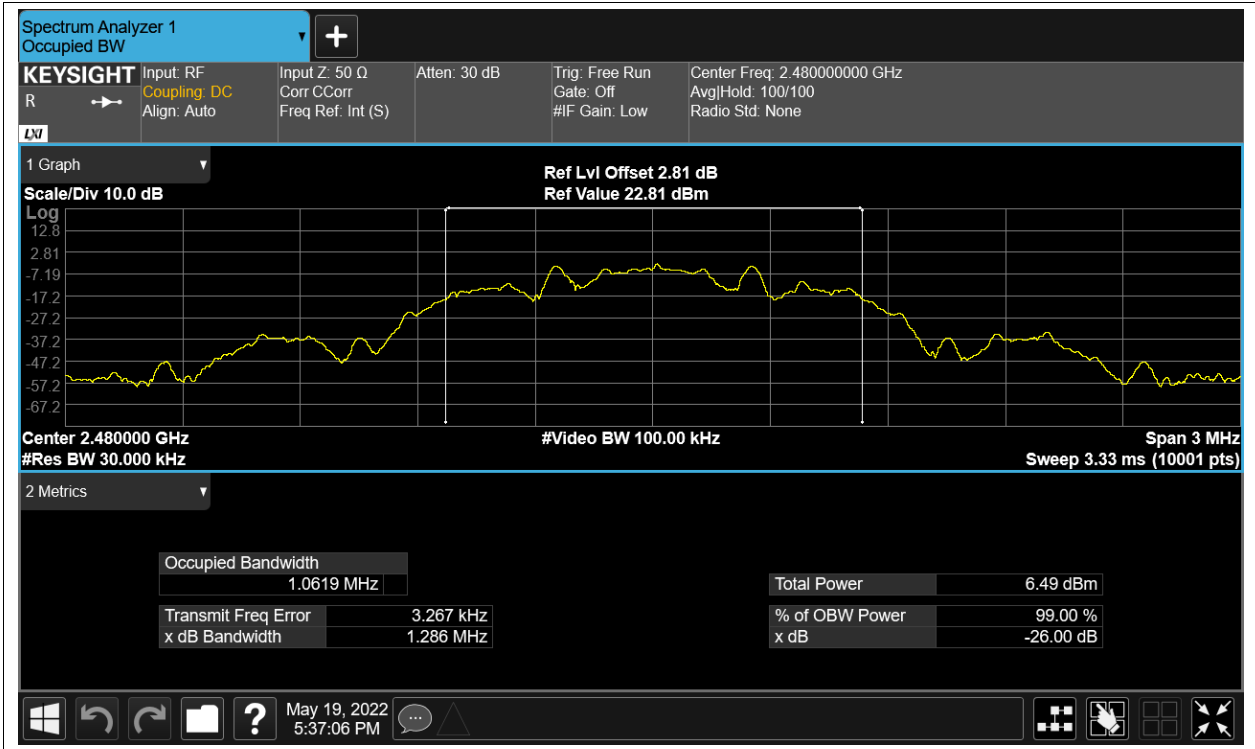 Spectrum Analyzer 1
Occupied BW
KEYSIGHT
R
LXI
Input: RF
Coupling: DC
Align: Auto
Input Z: 50 Ω
Corr CCorr
Freq Ref: Int (S)
Atten: 30 dB
Trig: Free Run
Gate: Off
#IF Gain: Low
Center Freq: 2.480000000 GHz
Avg|Hold: 100/100
Radio Std: None
1 Graph
Scale/Div 10.0 dB
Ref Lvl Offset 2.81 dB
Ref Value 22.81 dBm
Log
12.8
2.81
-7.19
-17.2
-27.2
-37.2
-47.2
-57.2
-67.2
Center 2.480000 GHz
#Res BW 30.000 kHz
#Video BW 100.00 kHz
Span 3 MHz
Sweep 3.33 ms (10001 pts)
2 Metrics
Occupied Bandwidth
1.0619 MHz
Transmit Freq Error 3.267 kHz
x dB Bandwidth 1.286 MHz
Total Power 6.49 dBm
% of OBW Power 99.00 %
x dB -26.00 dB
?
May 19, 2022
5:37:06 PM